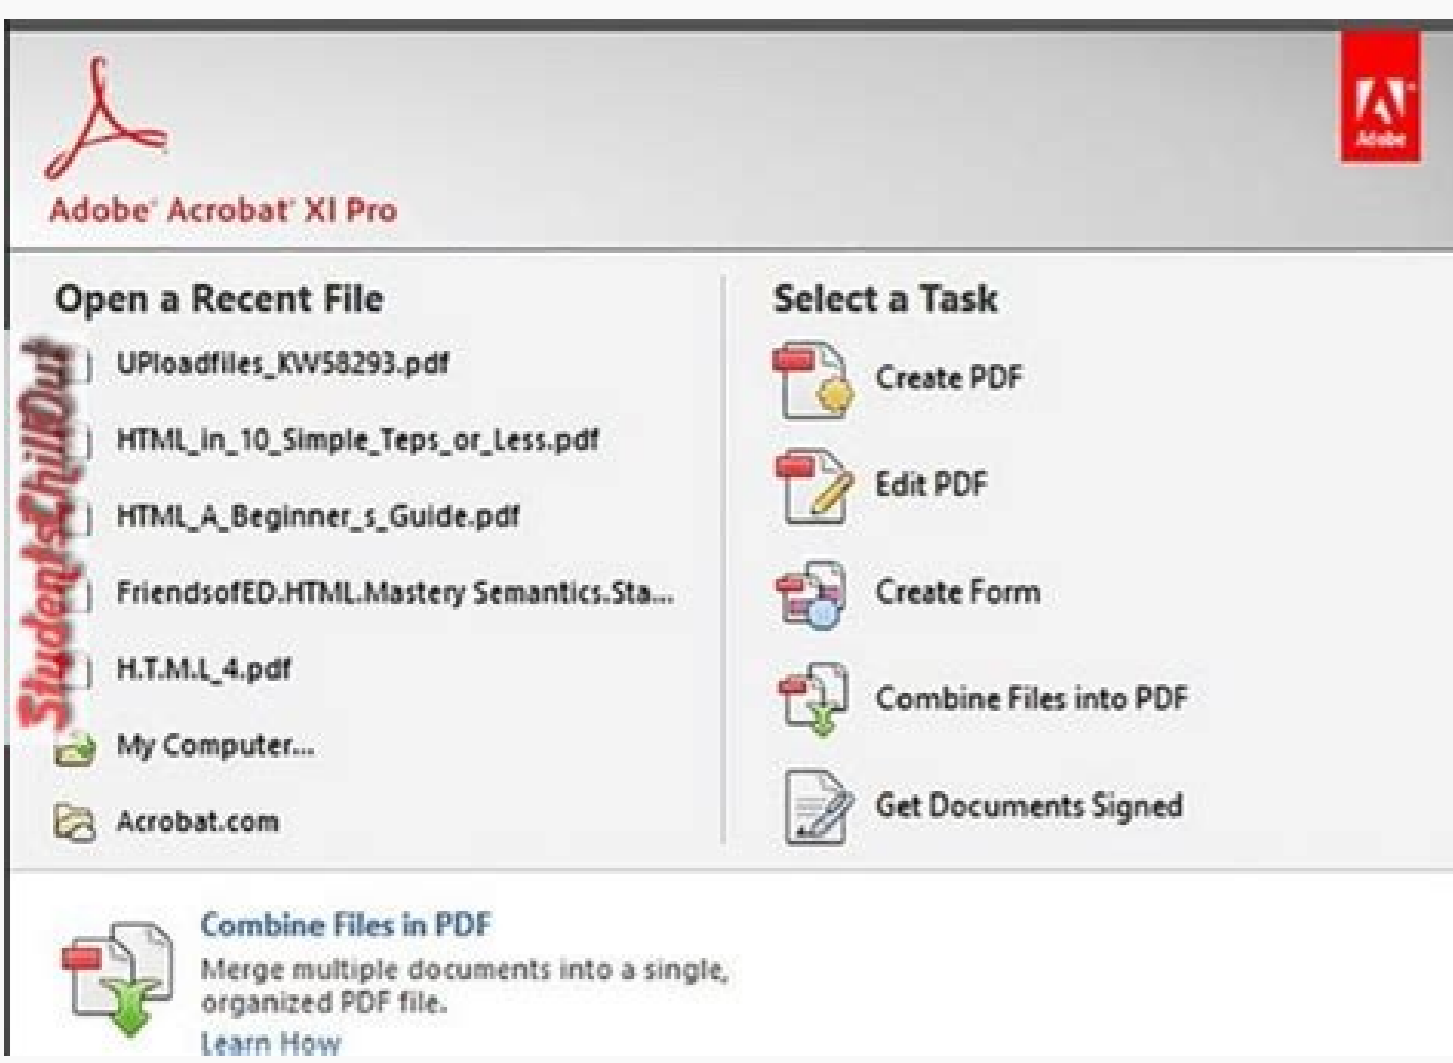 Adobe
Adobe® Acrobat® XI Pro
Open a Recent File
UPloadfiles_KW58293.pdf
HTML_in_10_Simple_Teps_or_Less.pdf
HTML_A_Beginner_s_Guide.pdf
FriendsofED.HTML.Mastery Semantics.Sta...
H.T.M.L_4.pdf
My Computer...
Acrobat.com
StudentsChillOut
Select a Task
Create PDF
Edit PDF
Create Form
Combine Files into PDF
Get Documents Signed
Combine Files in PDF
Merge multiple documents into a single,
organized PDF file.
Learn How